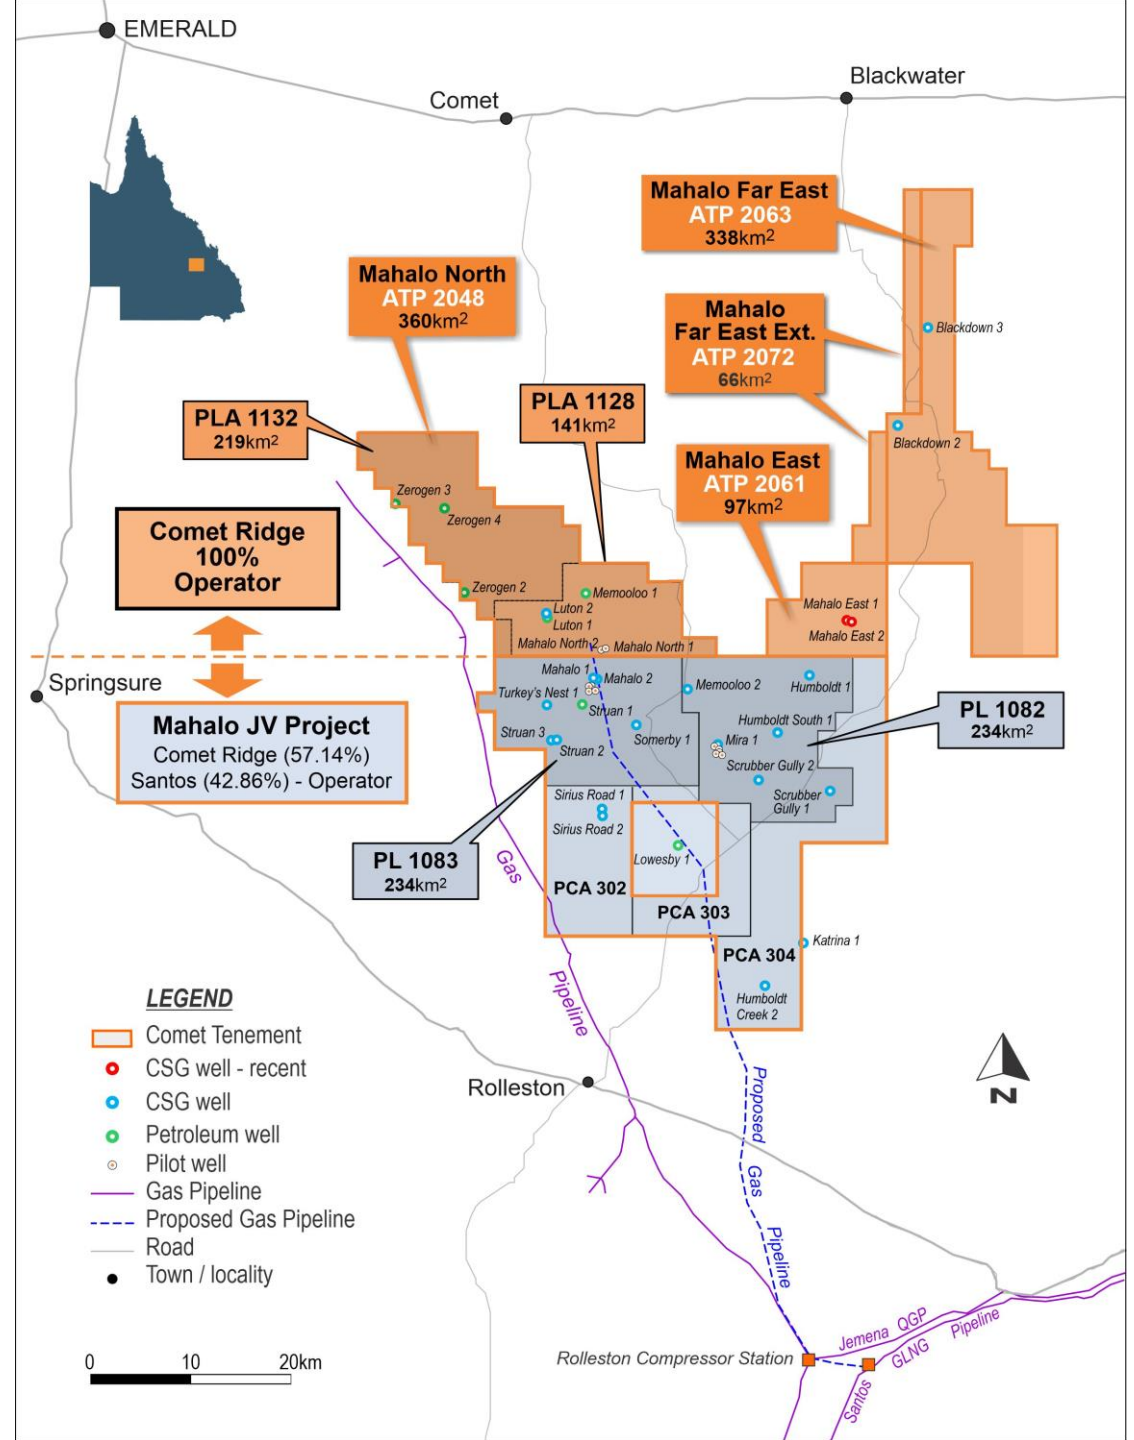 EMERALD
Blackwater
Comet
Mahalo Far East
ATP 2063
338km²
Mahalo North
ATP 2048
360km²
Mahalo
Far East Ext.
ATP 2072
66km²
Blackdown 3
PLA 1132
219km²
PLA 1128
141km²
Blackdown 2
Mahalo East
ATP 2061
97km²
Zerogen 3
Zerogen 4
Comet Ridge
100%
Operator
Zerogen 2
Memooloo 1
Luton 2
Luton 1
Mahalo East 1
Mahalo East 2
Mahalo North 2
Mahalo North 1
Springsure
Mahalo 1
Mahalo 2
Memooloo 2
Humboldt 1
Turkey's Nest 1
Struan 1
Mahalo JV Project
Comet Ridge (57.14%)
Santos (42.86%) - Operator
PL 1082
234km²
Humboldt South 1
Struan 3
Struan 2
Somerby 1
Mira 1
Scrubber Gully 2
Scrubber
Gully 1
Sirius Road 1
Sirius Road 2
PL 1083
234km²
Lowesby 1
Gas
PCA 302
PCA 303
Katrina 1
PCA 304
Pipeline
Humboldt
Creek 2
LEGEND
Comet Tenement
CSG well - recent
CSG well
Petroleum well
Pilot well
Gas Pipeline
Proposed Gas Pipeline
Road
Town / locality
N
Rolleston
Proposed
Gas
Pipeline
Jemena QGP
Santos GLNG Pipeline
Rolleston Compressor Station
0 10 20km